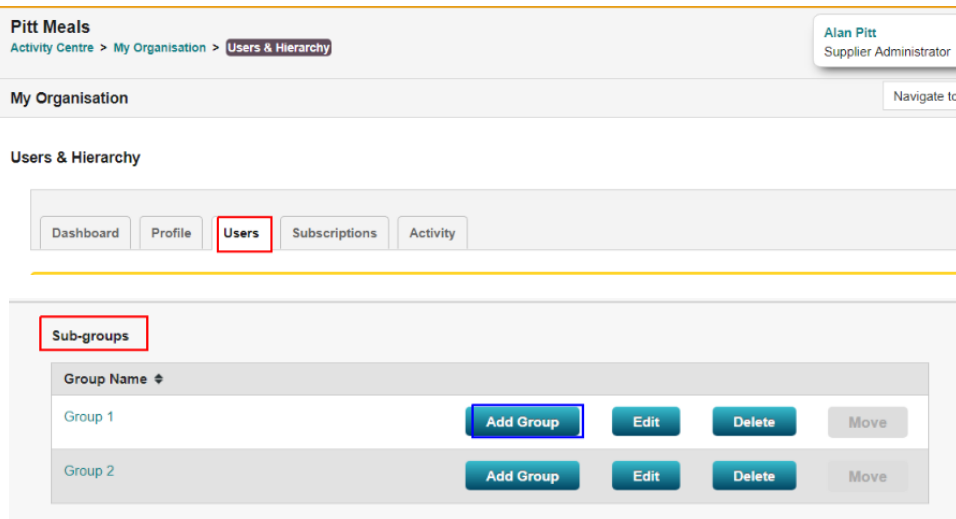 Pitt Meals
Activity Centre > My Organisation > Users & Hierarchy
Alan Pitt
Supplier Administrator
My Organisation
Navigate to
Users & Hierarchy
Dashboard Profile Users Subscriptions Activity
Sub-groups
Group Name
Group 1 Add Group Edit Delete Move
Group 2 Add Group Edit Delete Move